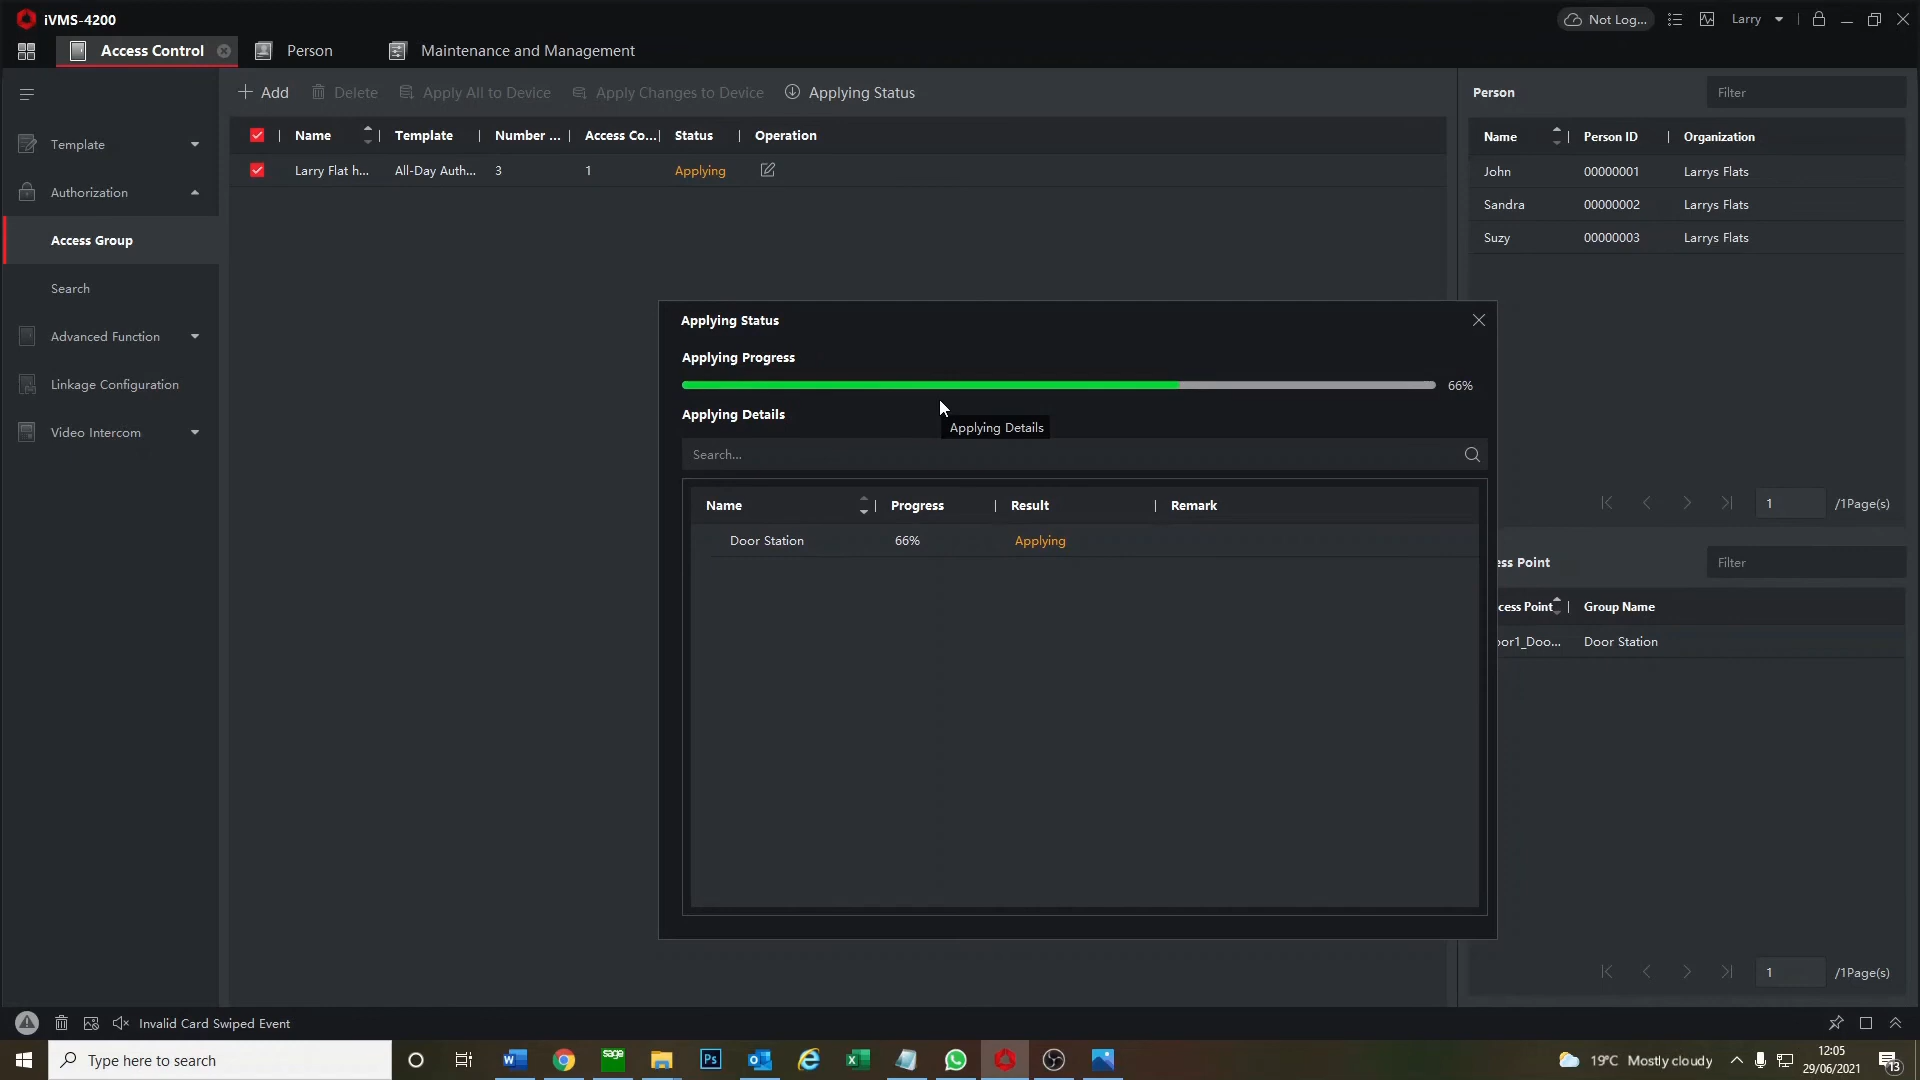 iVMS-4200
Not Log...
Larry
Access Control
Person
Maintenance and Management
Add
Delete
Apply All to Device
Apply Changes to Device
Applying Status
Template
Authorization
Access Group
Search
Advanced Function
Linkage Configuration
Video Intercom
Name
Template
Number ...
Access Co...
Status
Operation
Larry Flat h...
All-Day Auth...
3
1
Applying
Person
Filter
Name
Person ID
Organization
John
00000001
Larrys Flats
Sandra
00000002
Larrys Flats
Suzy
00000003
Larrys Flats
1
/1Page(s)
Applying Status
Applying Progress
66%
Applying Details
Applying Details
Search...
Name
Progress
Result
Remark
Door Station
66%
Applying
ess Point
Filter
cess Point
Group Name
oor1_Doo...
Door Station
1
/1Page(s)
Invalid Card Swiped Event
Type here to search
sage
Ps
19°C Mostly cloudy
12:05
29/06/2021
13